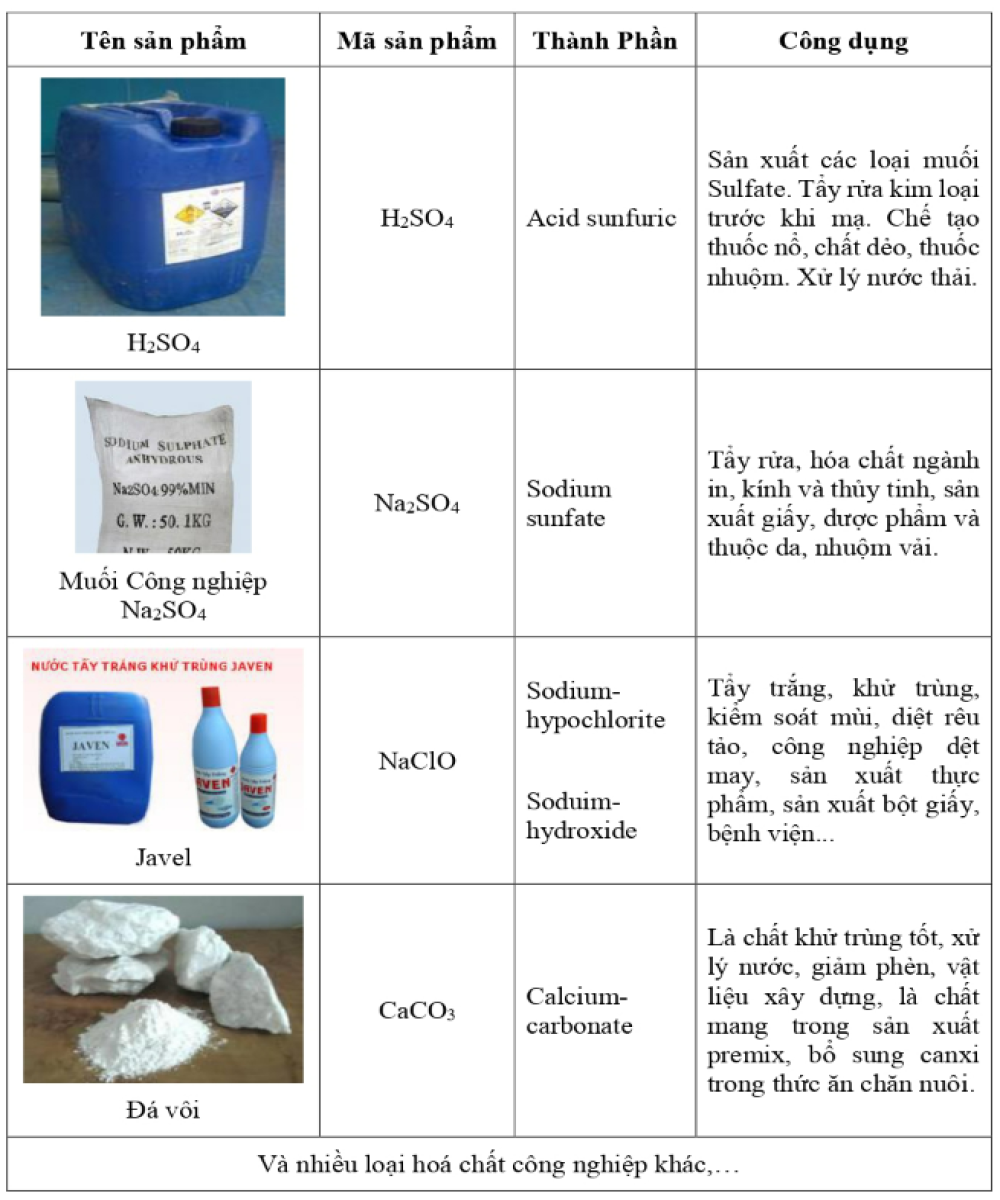 Tên sản phẩm
Mã sản phẩm
Thành Phần
Công dụng
H₂SO₄
H₂SO₄
Acid sunfuric
Sản xuất các loại muối
Sulfate. Tẩy rửa kim loại
trước khi mạ. Chế tạo
thuốc nổ, chất dẻo, thuốc
nhuộm. Xử lý nước thải.
SODIUM SULPHATE
ANHYDROUS
Na2SO4 99%MIN
G.W.:50.1KG
N.W. 50KG
Muối Công nghiệp
Na₂SO₄
Na₂SO₄
Sodium
sunfate
Tẩy rửa, hóa chất ngành
in, kính và thủy tinh, sản
xuất giấy, dược phẩm và
thuộc da, nhuộm vải.
NƯỚC TẨY TRẮNG KHỬ TRÙNG JAVEN
JAVEN
JAVEN
JAVEN
Javel
NaClO
Sodium-
hypochlorite
Soduim-
hydroxide
Tẩy trắng, khử trùng,
kiểm soát mùi, diệt rêu
tảo, công nghiệp dệt
may, sản xuất thực
phẩm, sản xuất bột giấy,
bệnh viện...
Đá vôi
CaCO₃
Calcium-
carbonate
Là chất khử trùng tốt, xử
lý nước, giảm phèn, vật
liệu xây dựng, là chất
mang trong sản xuất
premix, bổ sung canxi
trong thức ăn chăn nuôi.
Và nhiều loại hoá chất công nghiệp khác,…